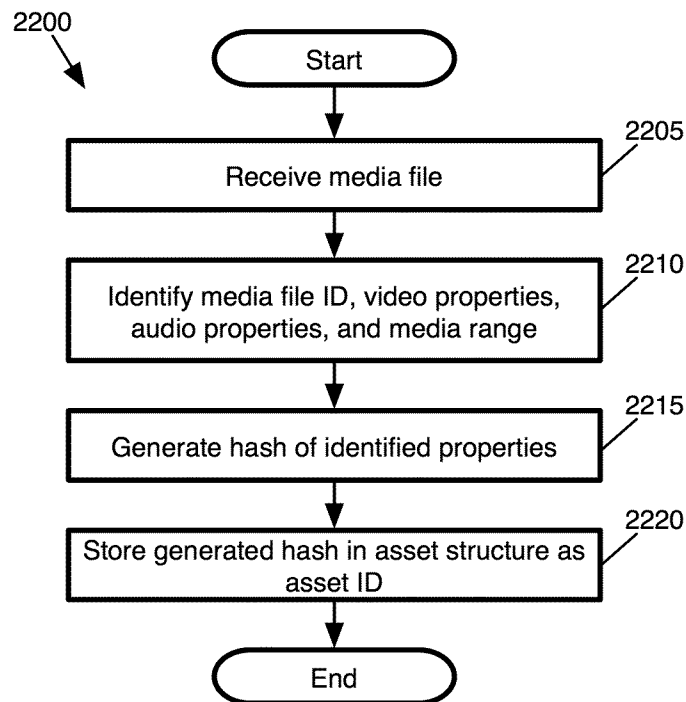 2200
Start
2205
Receive media file
2210
Identify media file ID, video properties,
audio properties, and media range
2215
Generate hash of identified properties
2220
Store generated hash in asset structure as
asset ID
End